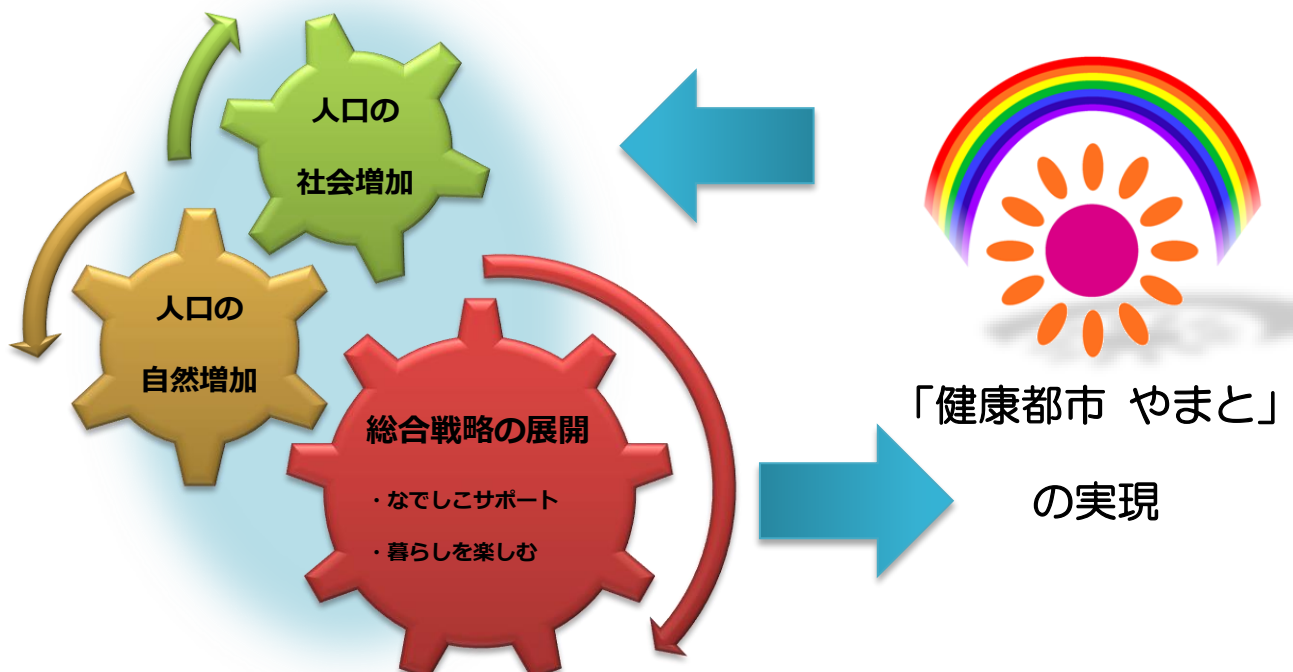 人口の
社会増加
人口の
自然増加
総合戦略の展開
・なでしこサポート
・暮らしを楽しむ
「健康都市 やまと」
の実現